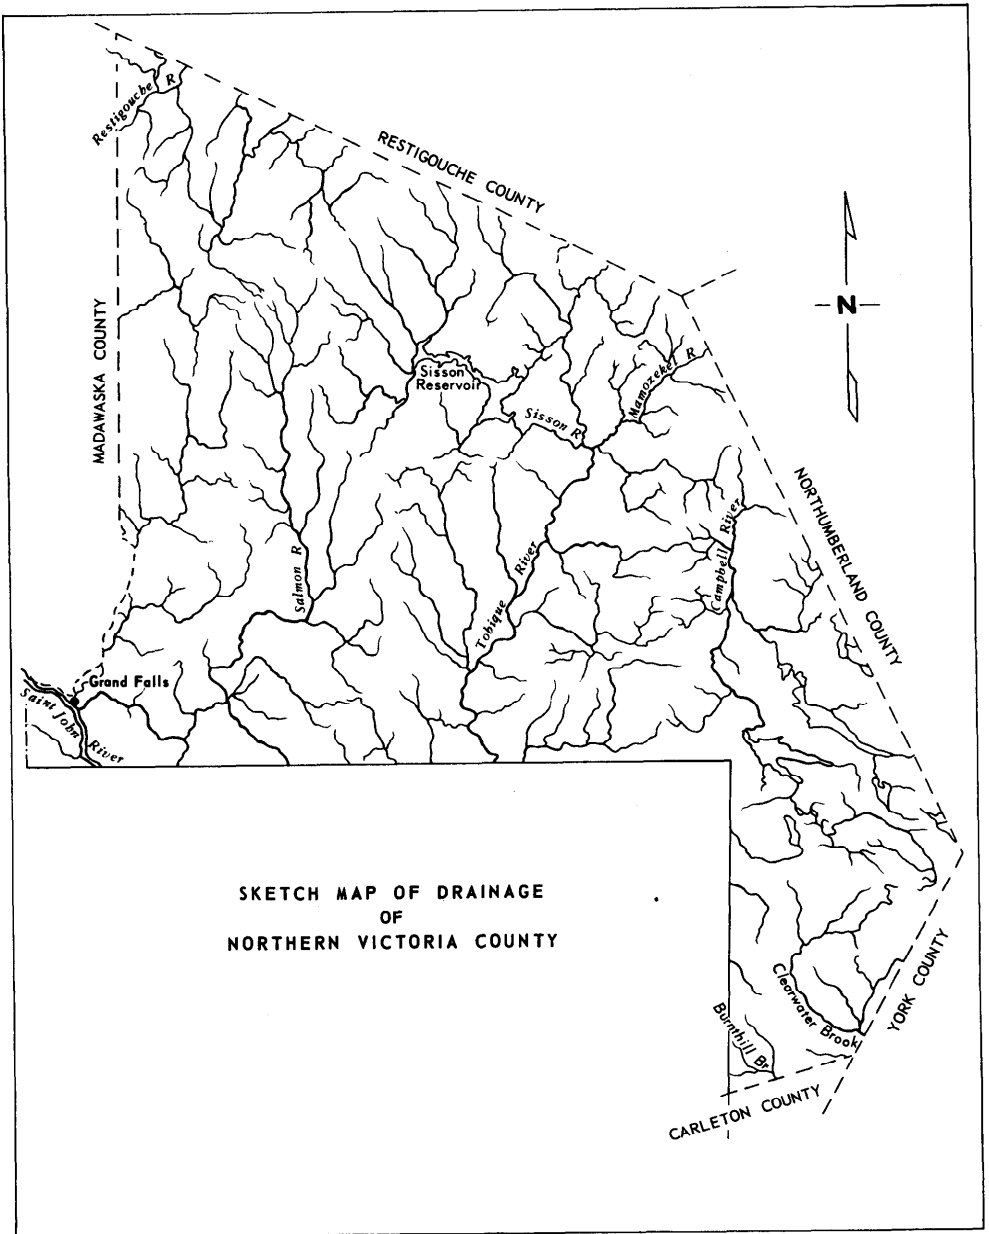 Restigouche R
RESTIGOUCHE COUNTY
MADAWASKA COUNTY
N
Sisson
Reservoir
Mamozekel R
Sisson R
NORTHUMBERLAND COUNTY
Salmon R
Tobique River
Campbell River
Grand Falls
Saint John River
SKETCH MAP OF DRAINAGE
OF
NORTHERN VICTORIA COUNTY
Clearwater Brook
YORK COUNTY
Burnthill Br
CARLETON COUNTY